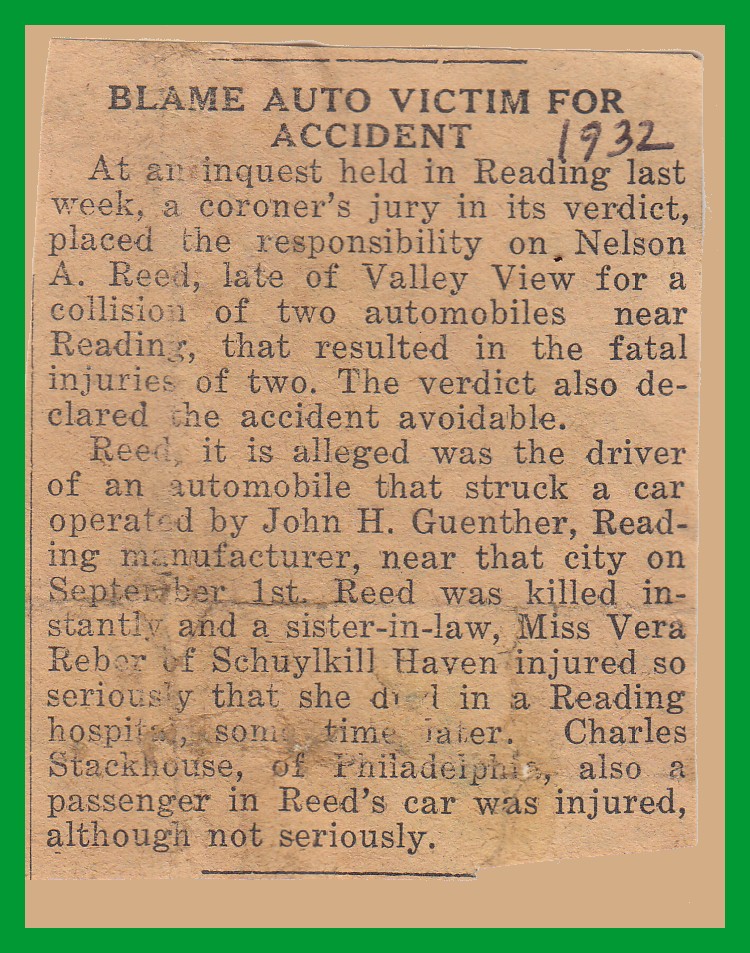 BLAME AUTO VICTIM FOR
ACCIDENT 1932
At an inquest held in Reading last
week, a coroner's jury in its verdict,
placed the responsibility on Nelson
A. Reed, late of Valley View for a
collision of two automobiles near
Reading, that resulted in the fatal
injuries of two. The verdict also de-
clared the accident avoidable.
Reed, it is alleged was the driver
of an automobile that struck a car
operated by John H. Guenther, Read-
ing manufacturer, near that city on
September 1st. Reed was killed in-
stantly and a sister-in-law, Miss Vera
Reber of Schuylkill Haven injured so
seriously that she died in a Reading
hospital, some time later. Charles
Stackhouse, of Philadelphia, also a
passenger in Reed's car was injured,
although not seriously.